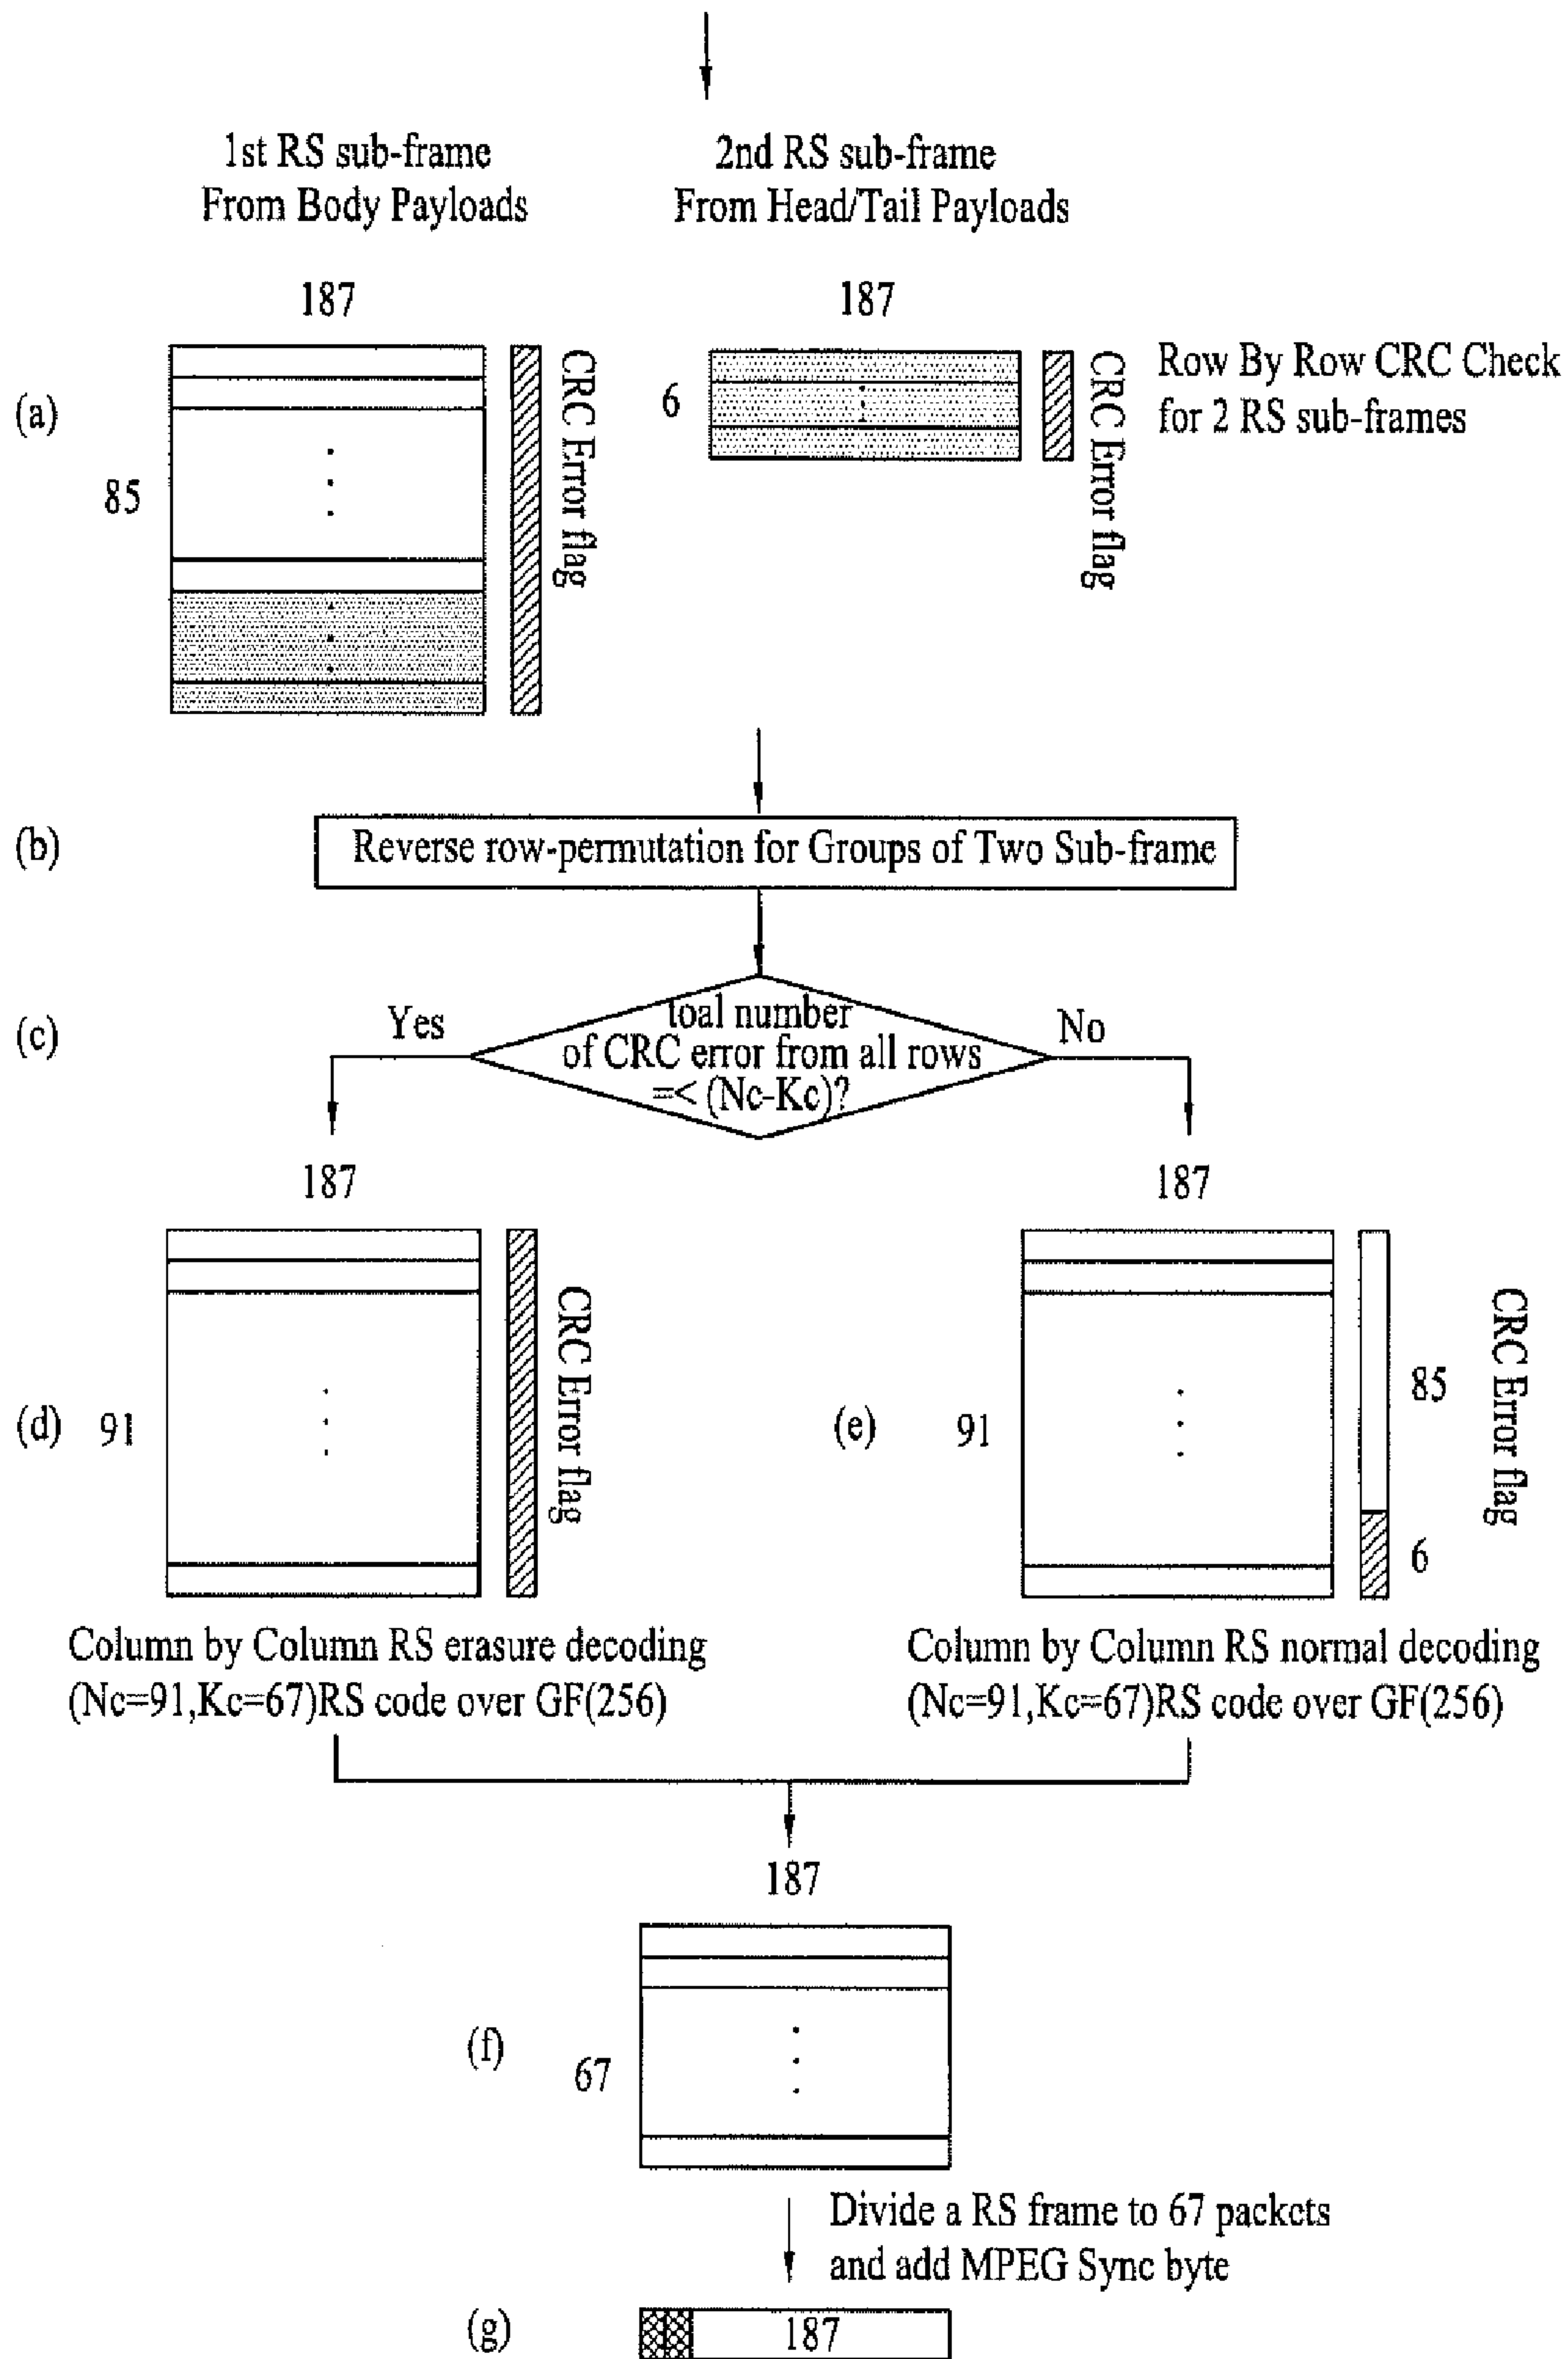 1st RS sub-frame
From Body Payloads
2nd RS sub-frame
From Head/Tail Payloads
187
187
(a)
85
CRC Error flag
6
CRC Error flag
Row By Row CRC Check
for 2 RS sub-frames
(b)
Reverse row-permutation for Groups of Two Sub-frame
(c)
Yes
toal number
of CRC error from all rows
=< (Nc-Kc)?
No
187
187
(d)
91
CRC Error flag
(e)
91
85
6
CRC Error flag
Column by Column RS erasure decoding
(Nc=91,Kc=67)RS code over GF(256)
Column by Column RS normal decoding
(Nc=91,Kc=67)RS code over GF(256)
187
(f)
67
Divide a RS frame to 67 packets
and add MPEG Sync byte
(g)
1
187